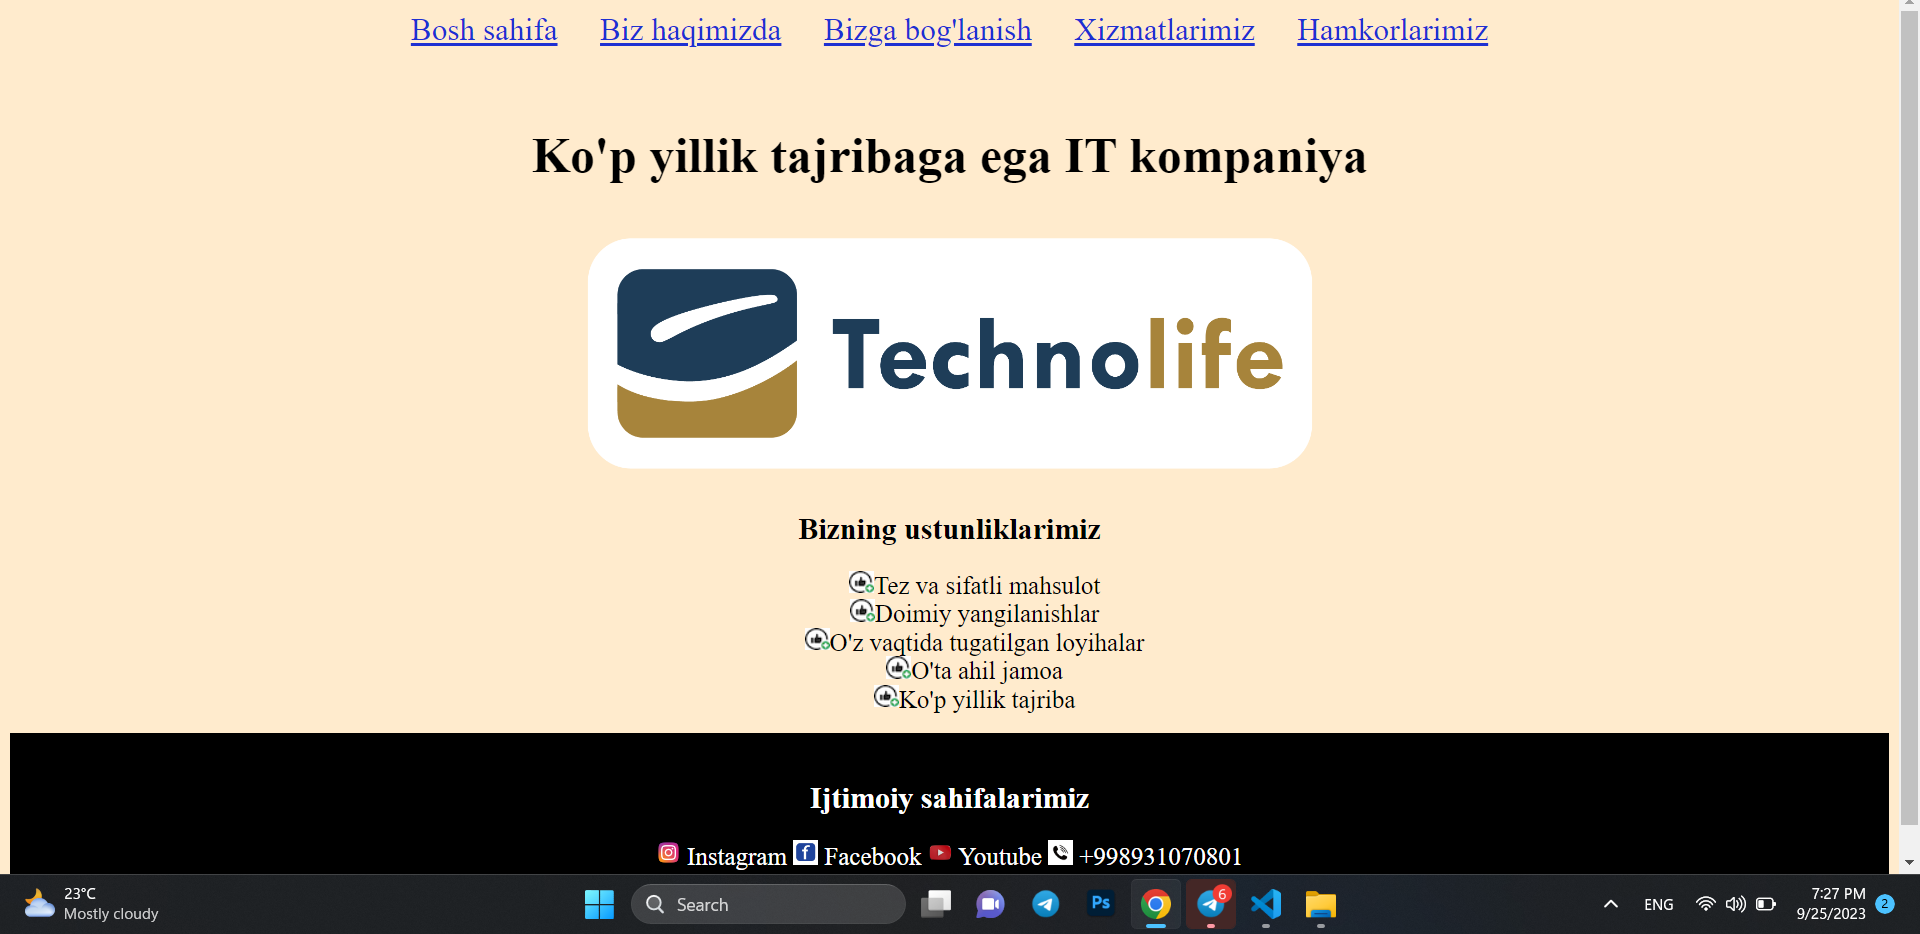 Bosh sahifa Biz haqimizda Bizga bog'lanish Xizmatlarimiz Hamkorlarimiz
Ko'p yillik tajribaga ega IT kompaniya
Technolife
Bizning ustunliklarimiz
Tez va sifatli mahsulot
Doimiy yangilanishlar
O'z vaqtida tugatilgan loyihalar
O'ta ahil jamoa
Ko'p yillik tajriba
Ijtimoiy sahifalarimiz
Instagram Facebook Youtube +998931070801
23°C
Mostly cloudy
Search
Ps
6
ENG
7:27 PM
9/25/2023
2